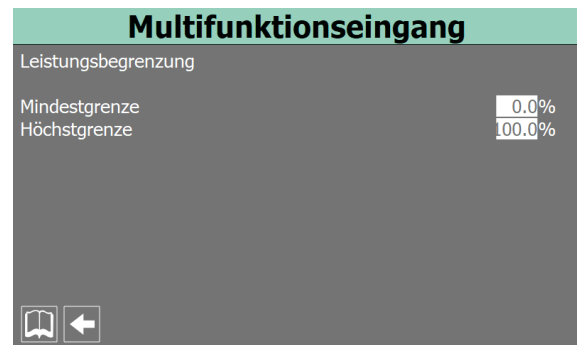 Multifunktionseingang
Leistungsbegrenzung
Mindestgrenze 0.0%
Höchstgrenze 100.0%